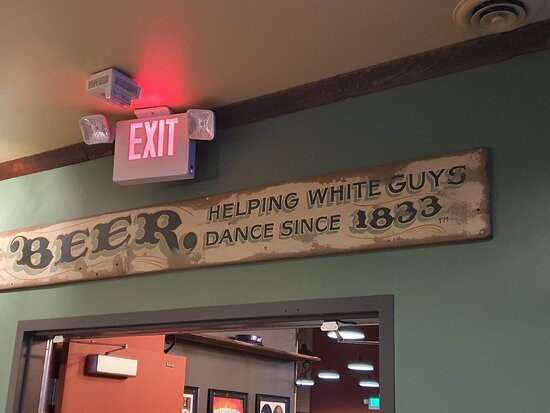 EXIT
BEER. HELPING WHITE GUYS
DANCE SINCE 1833 ™